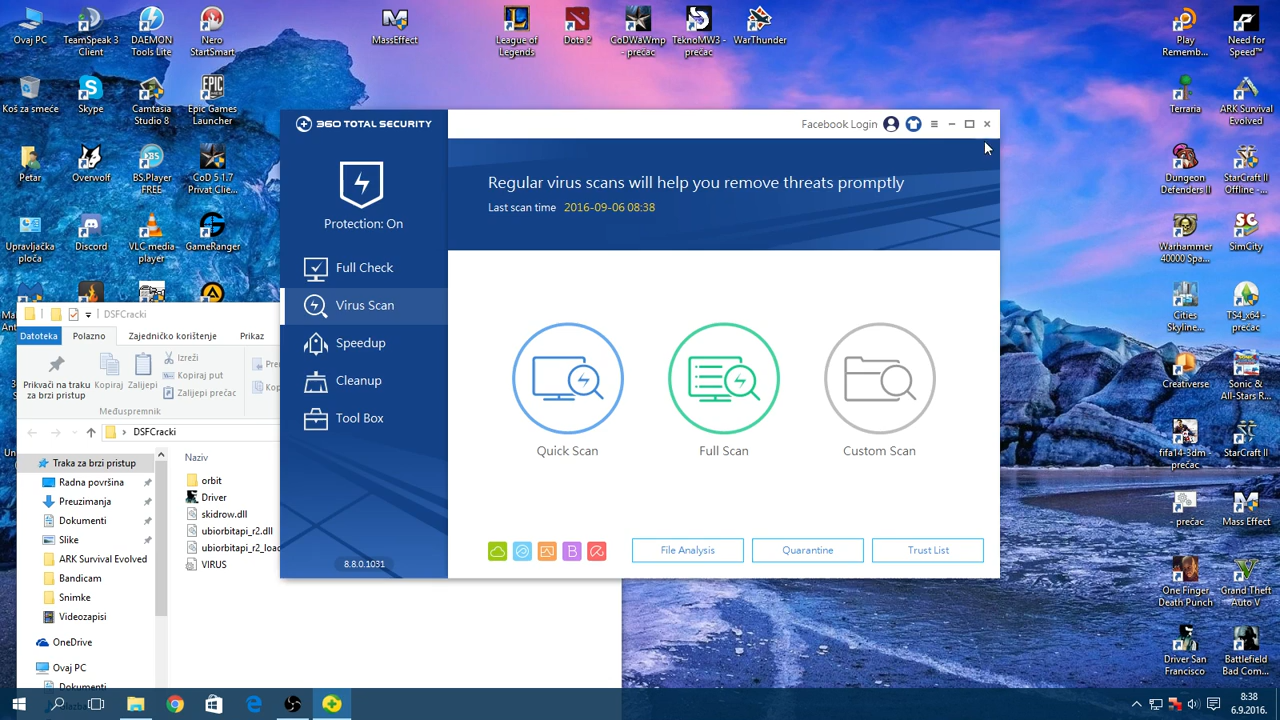 Ovaj PC
TeamSpeak 3
Client
DAEMON
Tools Lite
Nero
StartSmart
MassEffect
League of
Legends
Dota 2
CoDWaWmp
- prečac
TeknoMW3 -
prečac
WarThunder
Play
Rememb...
Need for
Speed™
Koš za smeće
Skype
Camtasia
Studio 8
Epic Games
Launcher
Terraria
ARK Survival
Evolved
Petar
Overwolf
BS.Player
FREE
CoD 5 1.7
Privat Clie...
Dungeon
Defenders II
StarCraft II
Offline - ...
Upravljačka
ploča
Discord
VLC media
player
GameRanger
Warhammer
40000 Spa...
SimCity
Cities
Skyline...
TS4_x64 -
prečac
Creativerse
Sonic &
All-Stars R...
fifa14-3dm -
prečac
StarCraft II
- prečac
Mass Effect
One Finger
Death Punch
Grand Theft
Auto V
Driver San
Francisco
Battlefield
Bad Com...
360 TOTAL SECURITY
Facebook Login
Protection: On
Regular virus scans will help you remove threats promptly
Last scan time 2016-09-06 08:38
Full Check
Virus Scan
Speedup
Cleanup
Tool Box
8.8.0.1031
Quick Scan
Full Scan
Custom Scan
File Analysis
Quarantine
Trust List
DSFCracki
Datoteka
Polazno
Zajedničko korištenje
Prikaz
Prikvači na traku
za brzi pristup
Kopiraj
Zalijepi
Izreži
Kopiraj put
Zalijepi prečac
Međuspremnik
DSFCracki
Traka za brzi pristup
Radna površina
Preuzimanja
Dokumenti
Slike
ARK Survival Evolved
Bandicam
Snimke
Videozapisi
OneDrive
Ovaj PC
Dokumenti
Naziv
orbit
Driver
skidrow.dll
ubiorbitapi_r2.dll
ubiorbitapi_r2_loa
VIRUS
8:38
6.9.2016.